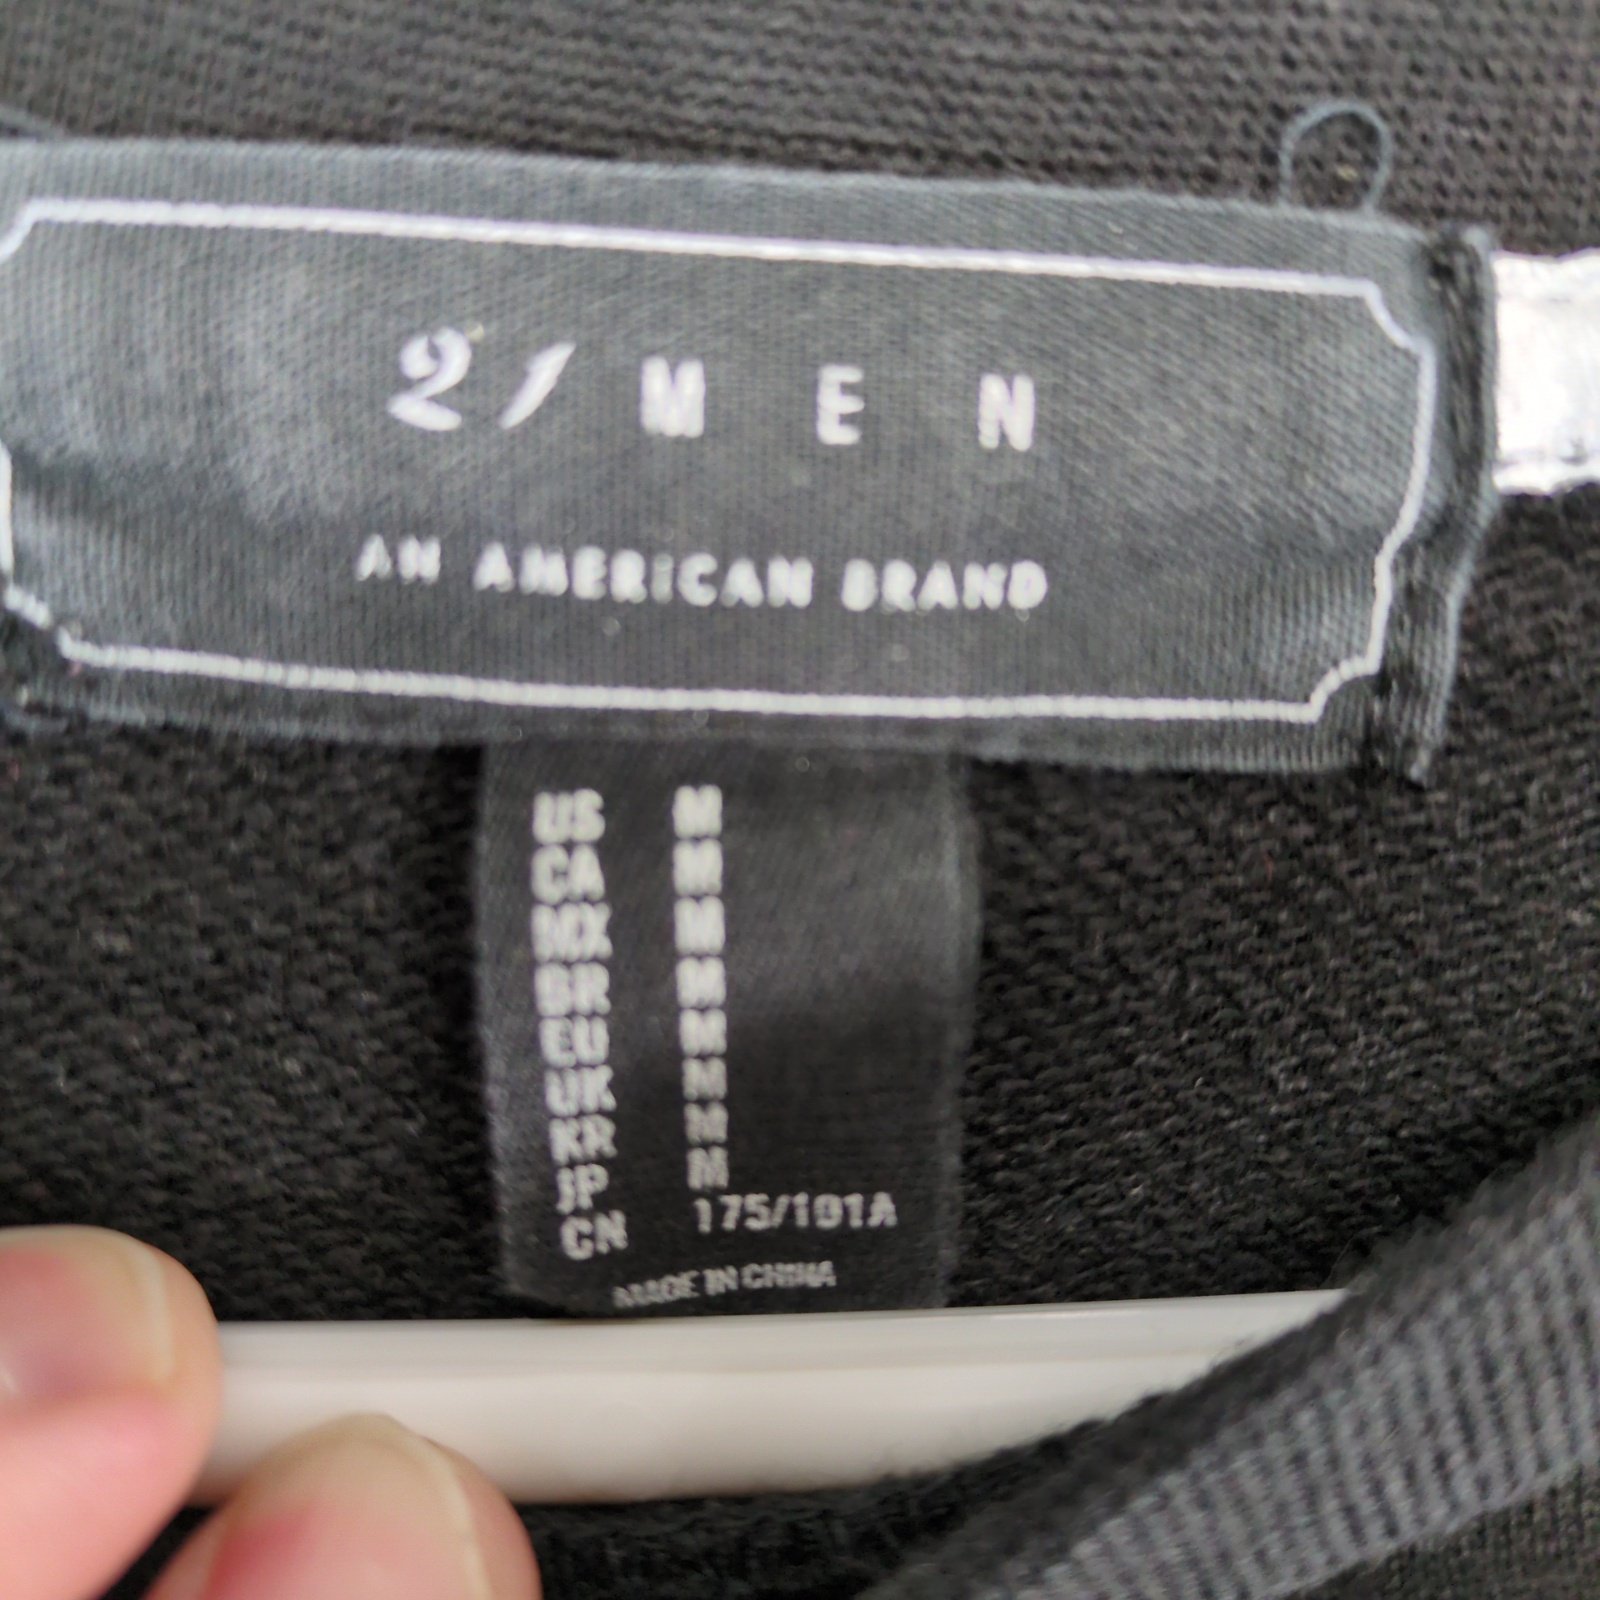 21 MEN
AN AMERICAN BRAND
US M
CA M
MX M
BR M
EU M
UK M
KR M
JP M
CN 175/101A
MADE IN CHINA